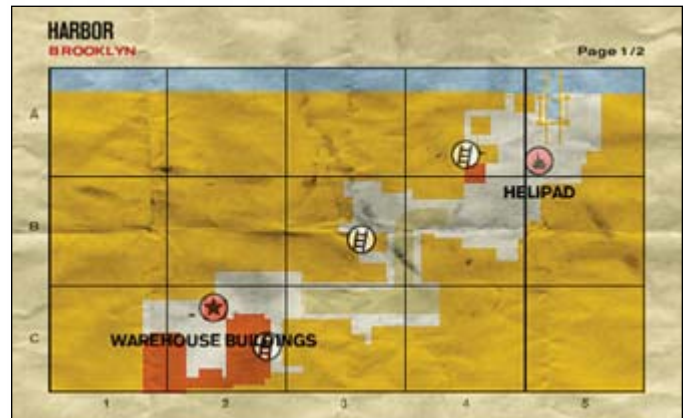 HARBOR
BROOKLYN
Page 1/2
A
HELIPAD
B
WAREHOUSE BUILDINGS
C
1 2 3 4 5